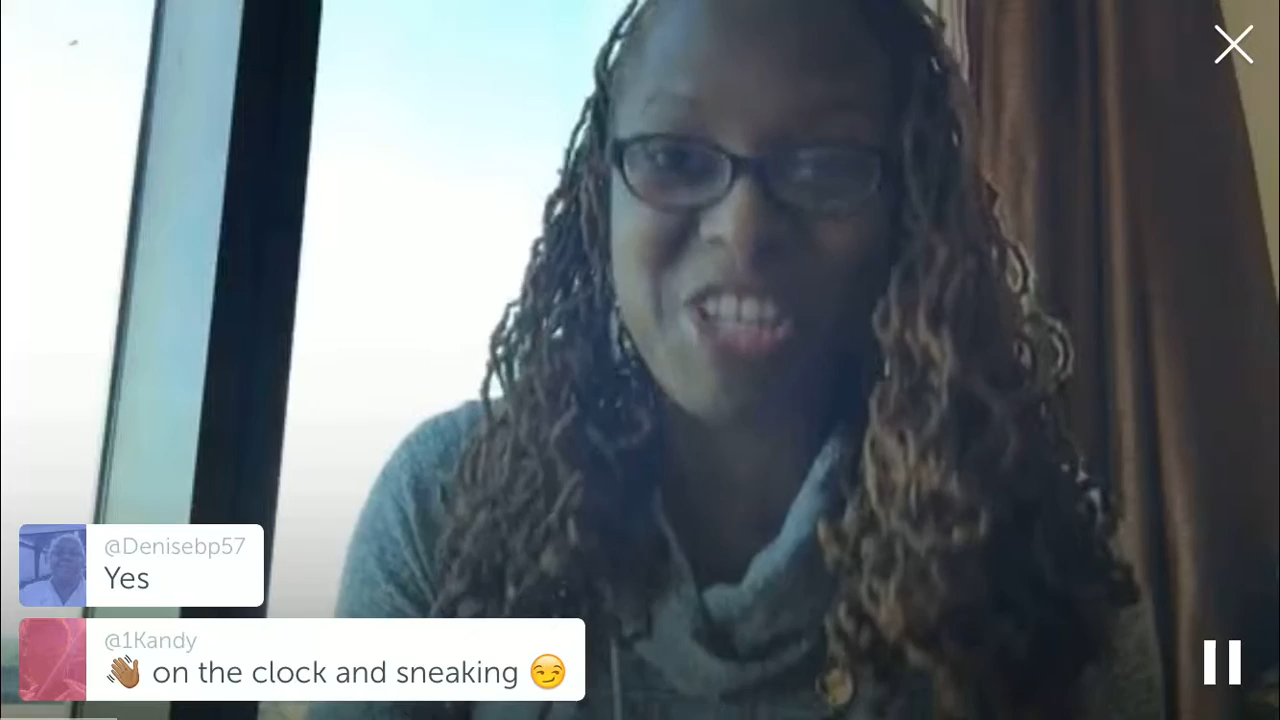 @Denisebp57
Yes
@1Kandy
👋🏾 on the clock and sneaking 😏